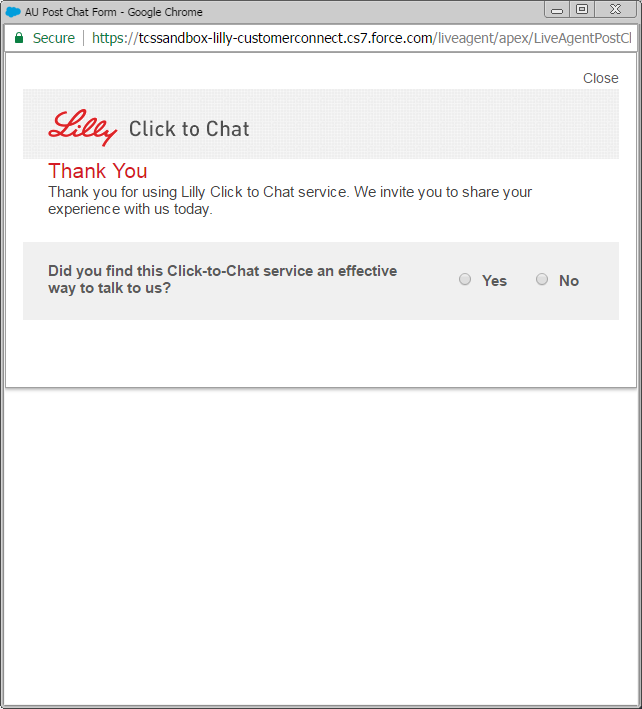 AU Post Chat Form - Google Chrome
Secure https://tcssandbox-lilly-customerconnect.cs7.force.com/liveagent/apex/LiveAgentPostCl
Close
Lilly Click to Chat
Thank You
Thank you for using Lilly Click to Chat service. We invite you to share your
experience with us today.
Did you find this Click-to-Chat service an effective
way to talk to us?
Yes No